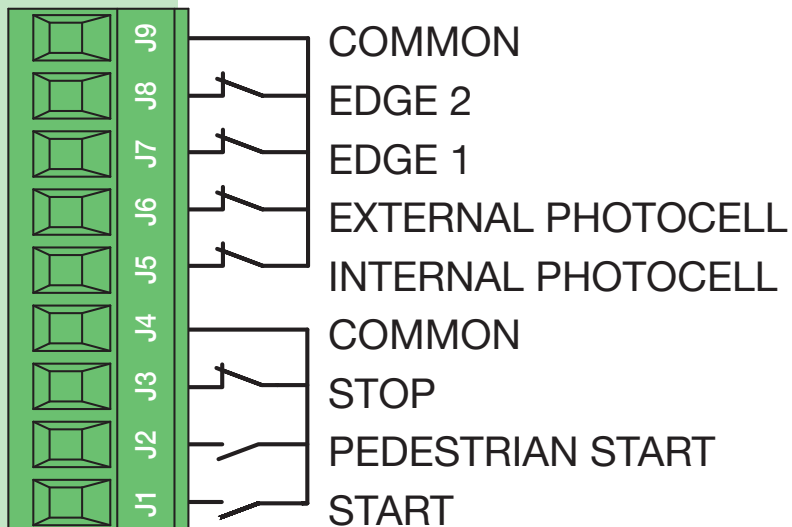 J9 COMMON
J8 EDGE 2
J7 EDGE 1
J6 EXTERNAL PHOTOCELL
J5 INTERNAL PHOTOCELL
J4 COMMON
J3 STOP
J2 PEDESTRIAN START
J1 START